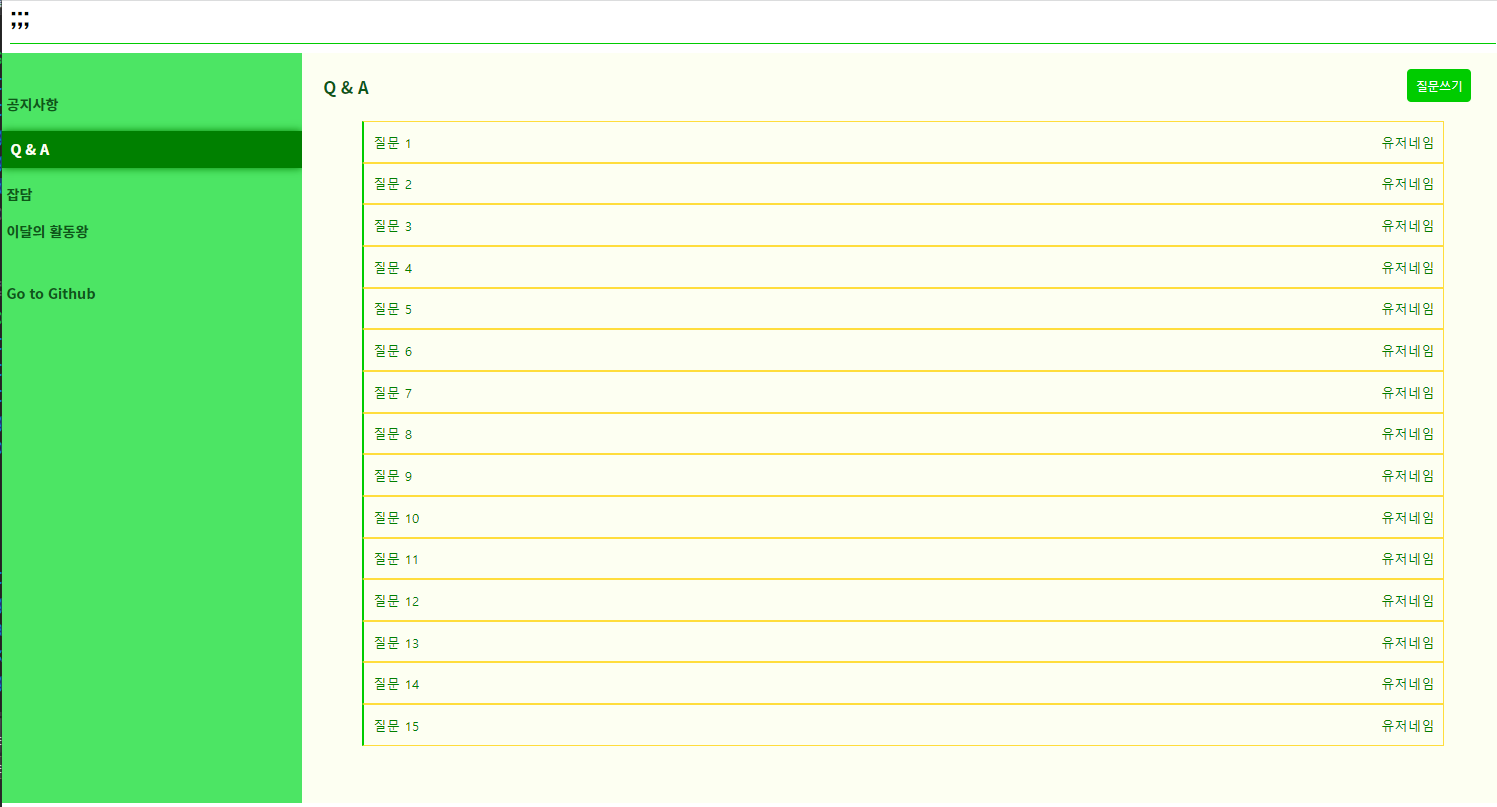 ;;;
공지사항
Q & A
잡담
이달의 활동왕
Go to Github
Q & A
질문쓰기
질문 1 유저네임
질문 2 유저네임
질문 3 유저네임
질문 4 유저네임
질문 5 유저네임
질문 6 유저네임
질문 7 유저네임
질문 8 유저네임
질문 9 유저네임
질문 10 유저네임
질문 11 유저네임
질문 12 유저네임
질문 13 유저네임
질문 14 유저네임
질문 15 유저네임